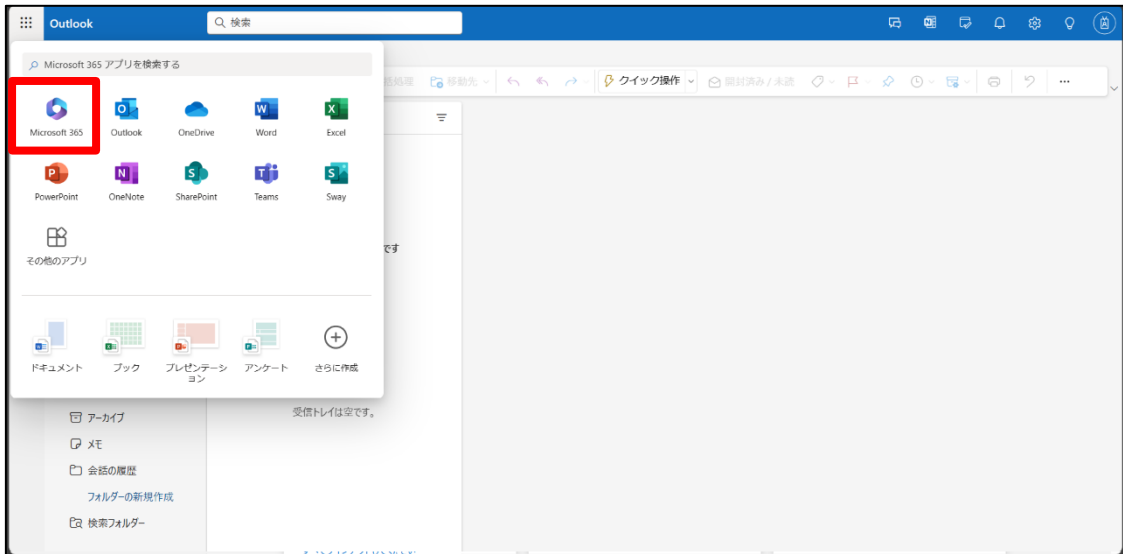 Outlook
検索
Microsoft 365 アプリを検索する
移動先
クイック操作
開封済み / 未読
Microsoft 365
Outlook
OneDrive
Word
Excel
PowerPoint
OneNote
SharePoint
Teams
Sway
その他のアプリ
です
ドキュメント
ブック
プレゼンテーシ
ョン
アンケート
さらに作成
アーカイブ
受信トレイは空です。
メモ
会話の履歴
フォルダーの新規作成
検索フォルダー